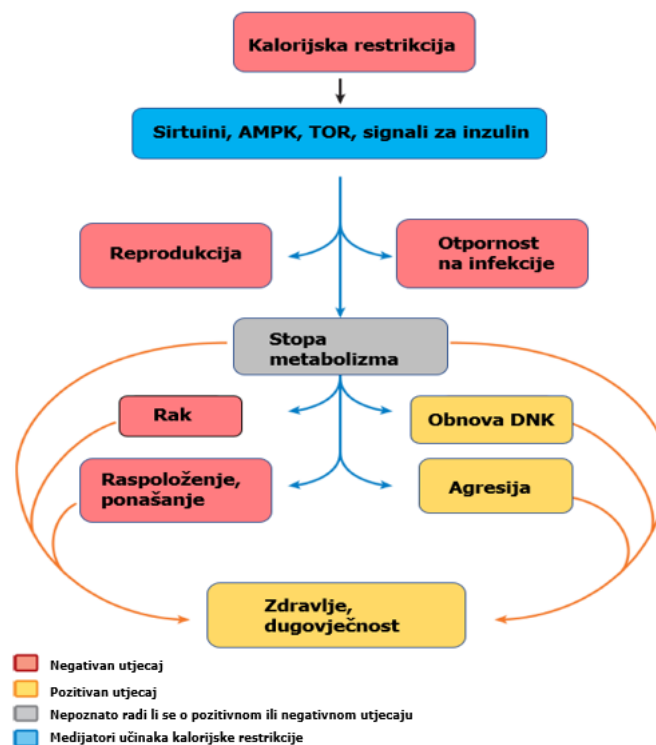 Kalorijska restrikcija
Sirtuini, AMPK, TOR, signali za inzulin
Reprodukcija
Otpornost
na infekcije
Stopa
metabolizma
Rak
Obnova DNK
Raspoloženje,
ponašanje
Agresija
Zdravlje,
dugovječnost
Negativan utjecaj
Pozitivan utjecaj
Nepoznato radi li se o pozitivnom ili negativnom utjecaju
Medijatori učinaka kalorijske restrikcije